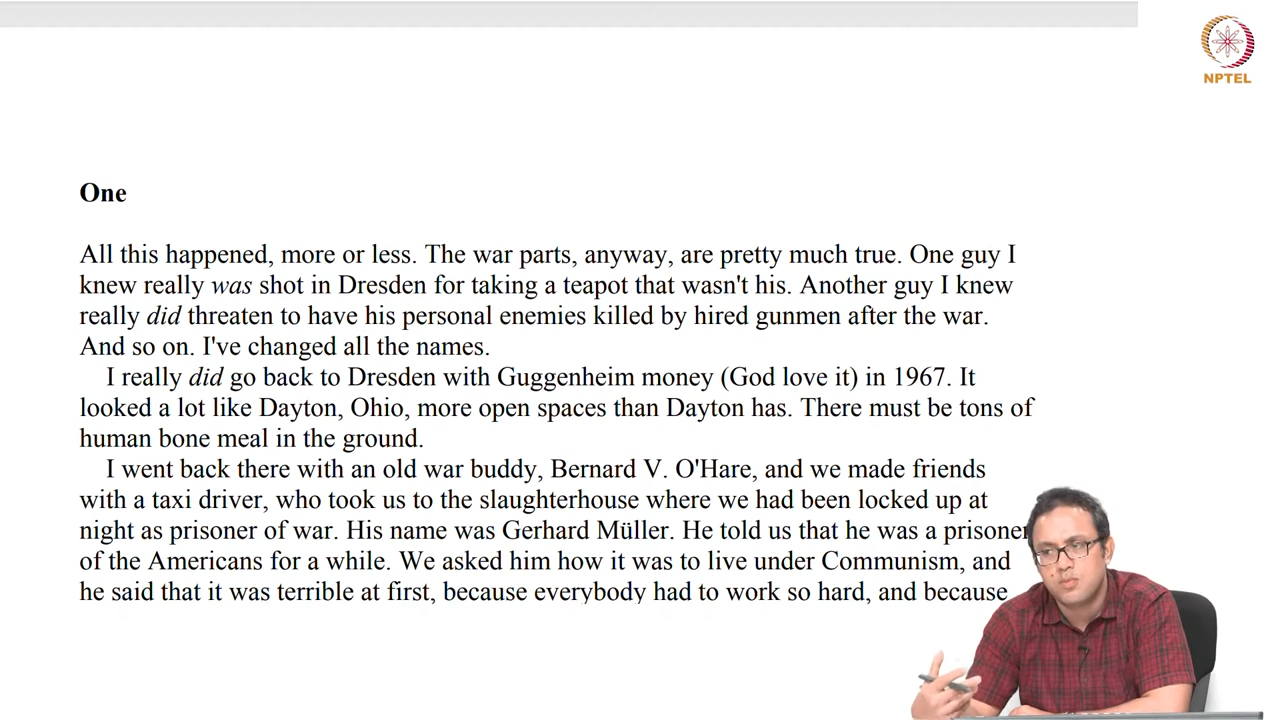 NPTEL
One
All this happened, more or less. The war parts, anyway, are pretty much true. One guy I
knew really was shot in Dresden for taking a teapot that wasn't his. Another guy I knew
really did threaten to have his personal enemies killed by hired gunmen after the war.
And so on. I've changed all the names.
I really did go back to Dresden with Guggenheim money (God love it) in 1967. It
looked a lot like Dayton, Ohio, more open spaces than Dayton has. There must be tons of
human bone meal in the ground.
I went back there with an old war buddy, Bernard V. O'Hare, and we made friends
with a taxi driver, who took us to the slaughterhouse where we had been locked up at
night as prisoner of war. His name was Gerhard Müller. He told us that he was a prisoner
of the Americans for a while. We asked him how it was to live under Communism, and
he said that it was terrible at first, because everybody had to work so hard, and because